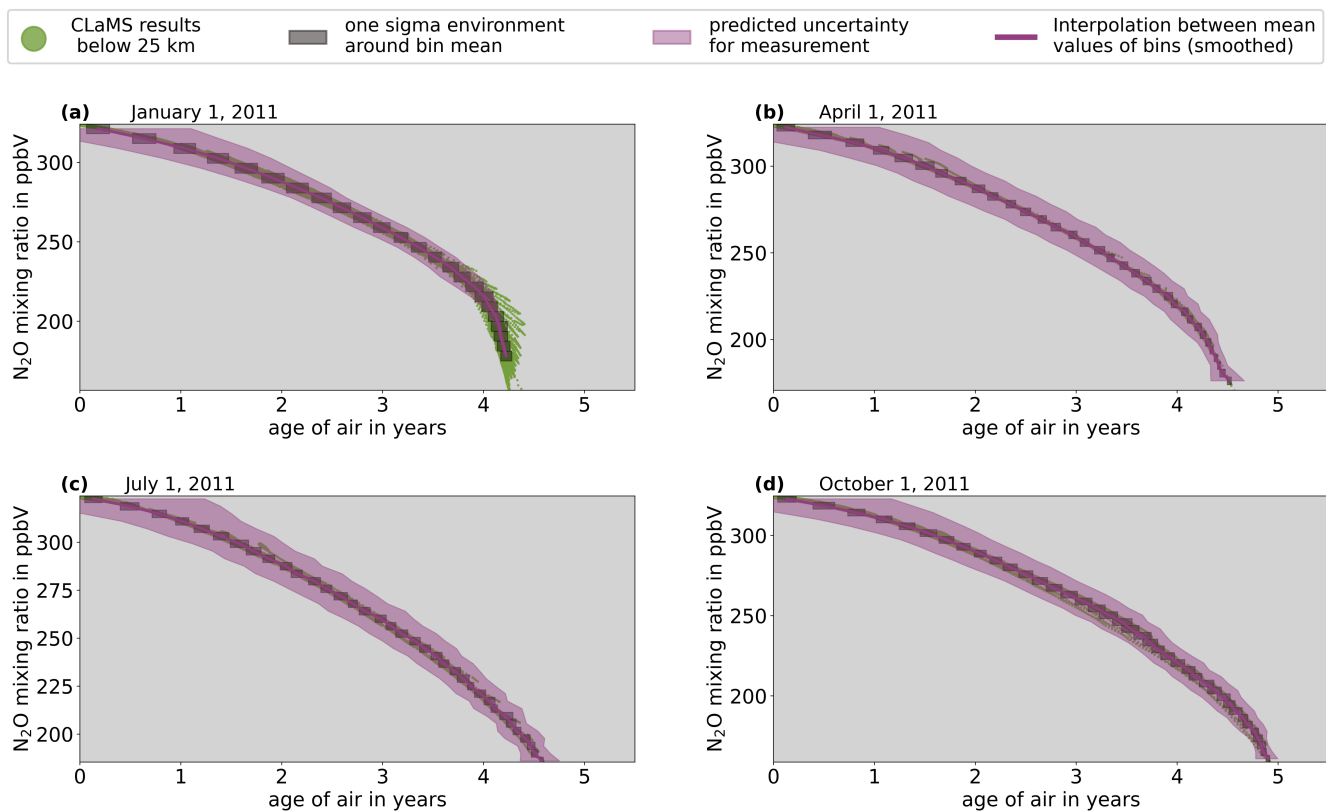 CLaMS results
below 25 km
one sigma environment
around bin mean
predicted uncertainty
for measurement
Interpolation between mean
values of bins (smoothed)
(a) January 1, 2011
N₂O mixing ratio in ppbV
300
250
200
0 1 2 3 4 5
age of air in years
(b) April 1, 2011
N₂O mixing ratio in ppbV
300
250
200
0 1 2 3 4 5
age of air in years
(c) July 1, 2011
N₂O mixing ratio in ppbV
300
275
250
225
200
0 1 2 3 4 5
age of air in years
(d) October 1, 2011
N₂O mixing ratio in ppbV
300
250
200
0 1 2 3 4 5
age of air in years